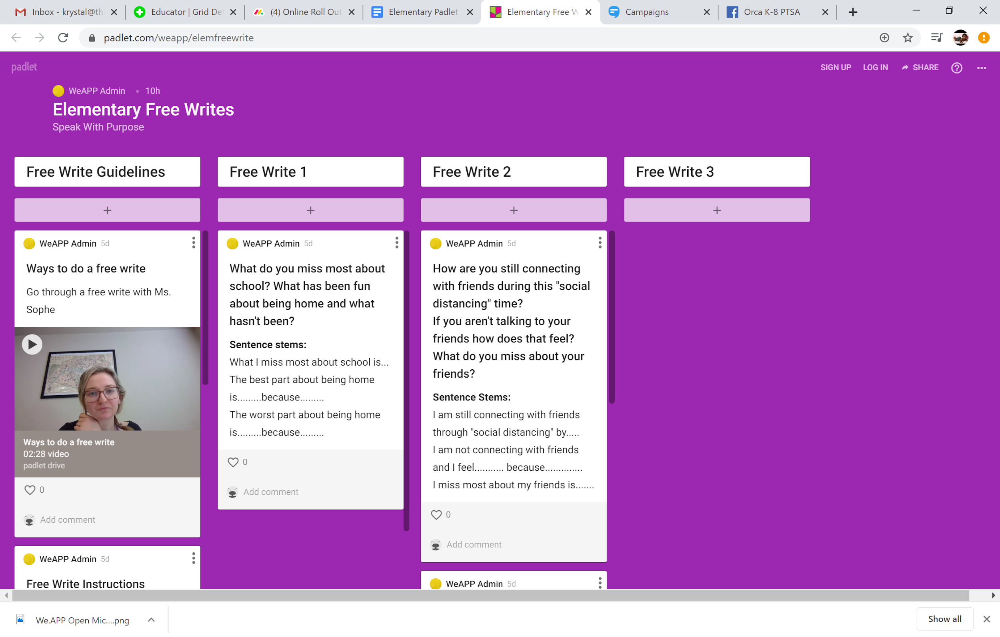 Inbox - krystal@th
Educator | Grid De
(4) Online Roll Out
Elementary Padlet
Elementary Free W
Campaigns
Orca K-8 PTSA
padlet.com/weapp/elemfreewrite
padlet
SIGN UP
LOG IN
SHARE
WeAPP Admin • 10h
Elementary Free Writes
Speak With Purpose
Free Write Guidelines
WeAPP Admin 5d
Ways to do a free write
Go through a free write with Ms.
Sophe
Ways to do a free write
02:28 video
padlet drive
0
Add comment
WeAPP Admin 5d
Free Write Instructions
Free Write 1
WeAPP Admin 5d
What do you miss most about
school? What has been fun
about being home and what
hasn't been?
Sentence stems:
What I miss most about school is...
The best part about being home
is.........because.........
The worst part about being home
is.........because.........
0
Add comment
Free Write 2
WeAPP Admin 5d
How are you still connecting
with friends during this "social
distancing" time?
If you aren't talking to your
friends how does that feel?
What do you miss about your
friends?
Sentence Stems:
I am still connecting with friends
through "social distancing" by.....
I am not connecting with friends
and I feel........... because..............
I miss most about my friends is.......
0
Add comment
WeAPP Admin 5d
Free Write 3
We.APP Open Mic....png
Show all